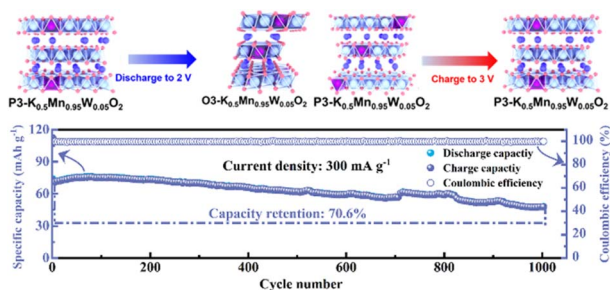 P3-K0.5Mn0.95W0.05O2
Discharge to 2 V
O3-K0.5Mn0.95W0.05O2
P3-K0.5Mn0.95W0.05O2
Charge to 3 V
P3-K0.5Mn0.95W0.05O2
Specific capacity (mAh g-1)
120
90
60
30
0
Current density: 300 mA g-1
Discharge capactiy
Charge capactiy
Coulombic efficiency
Capacity retention: 70.6%
100
80
60
40
20
0
Coulombic efficiency (%)
0
200
400
600
800
1000
Cycle number